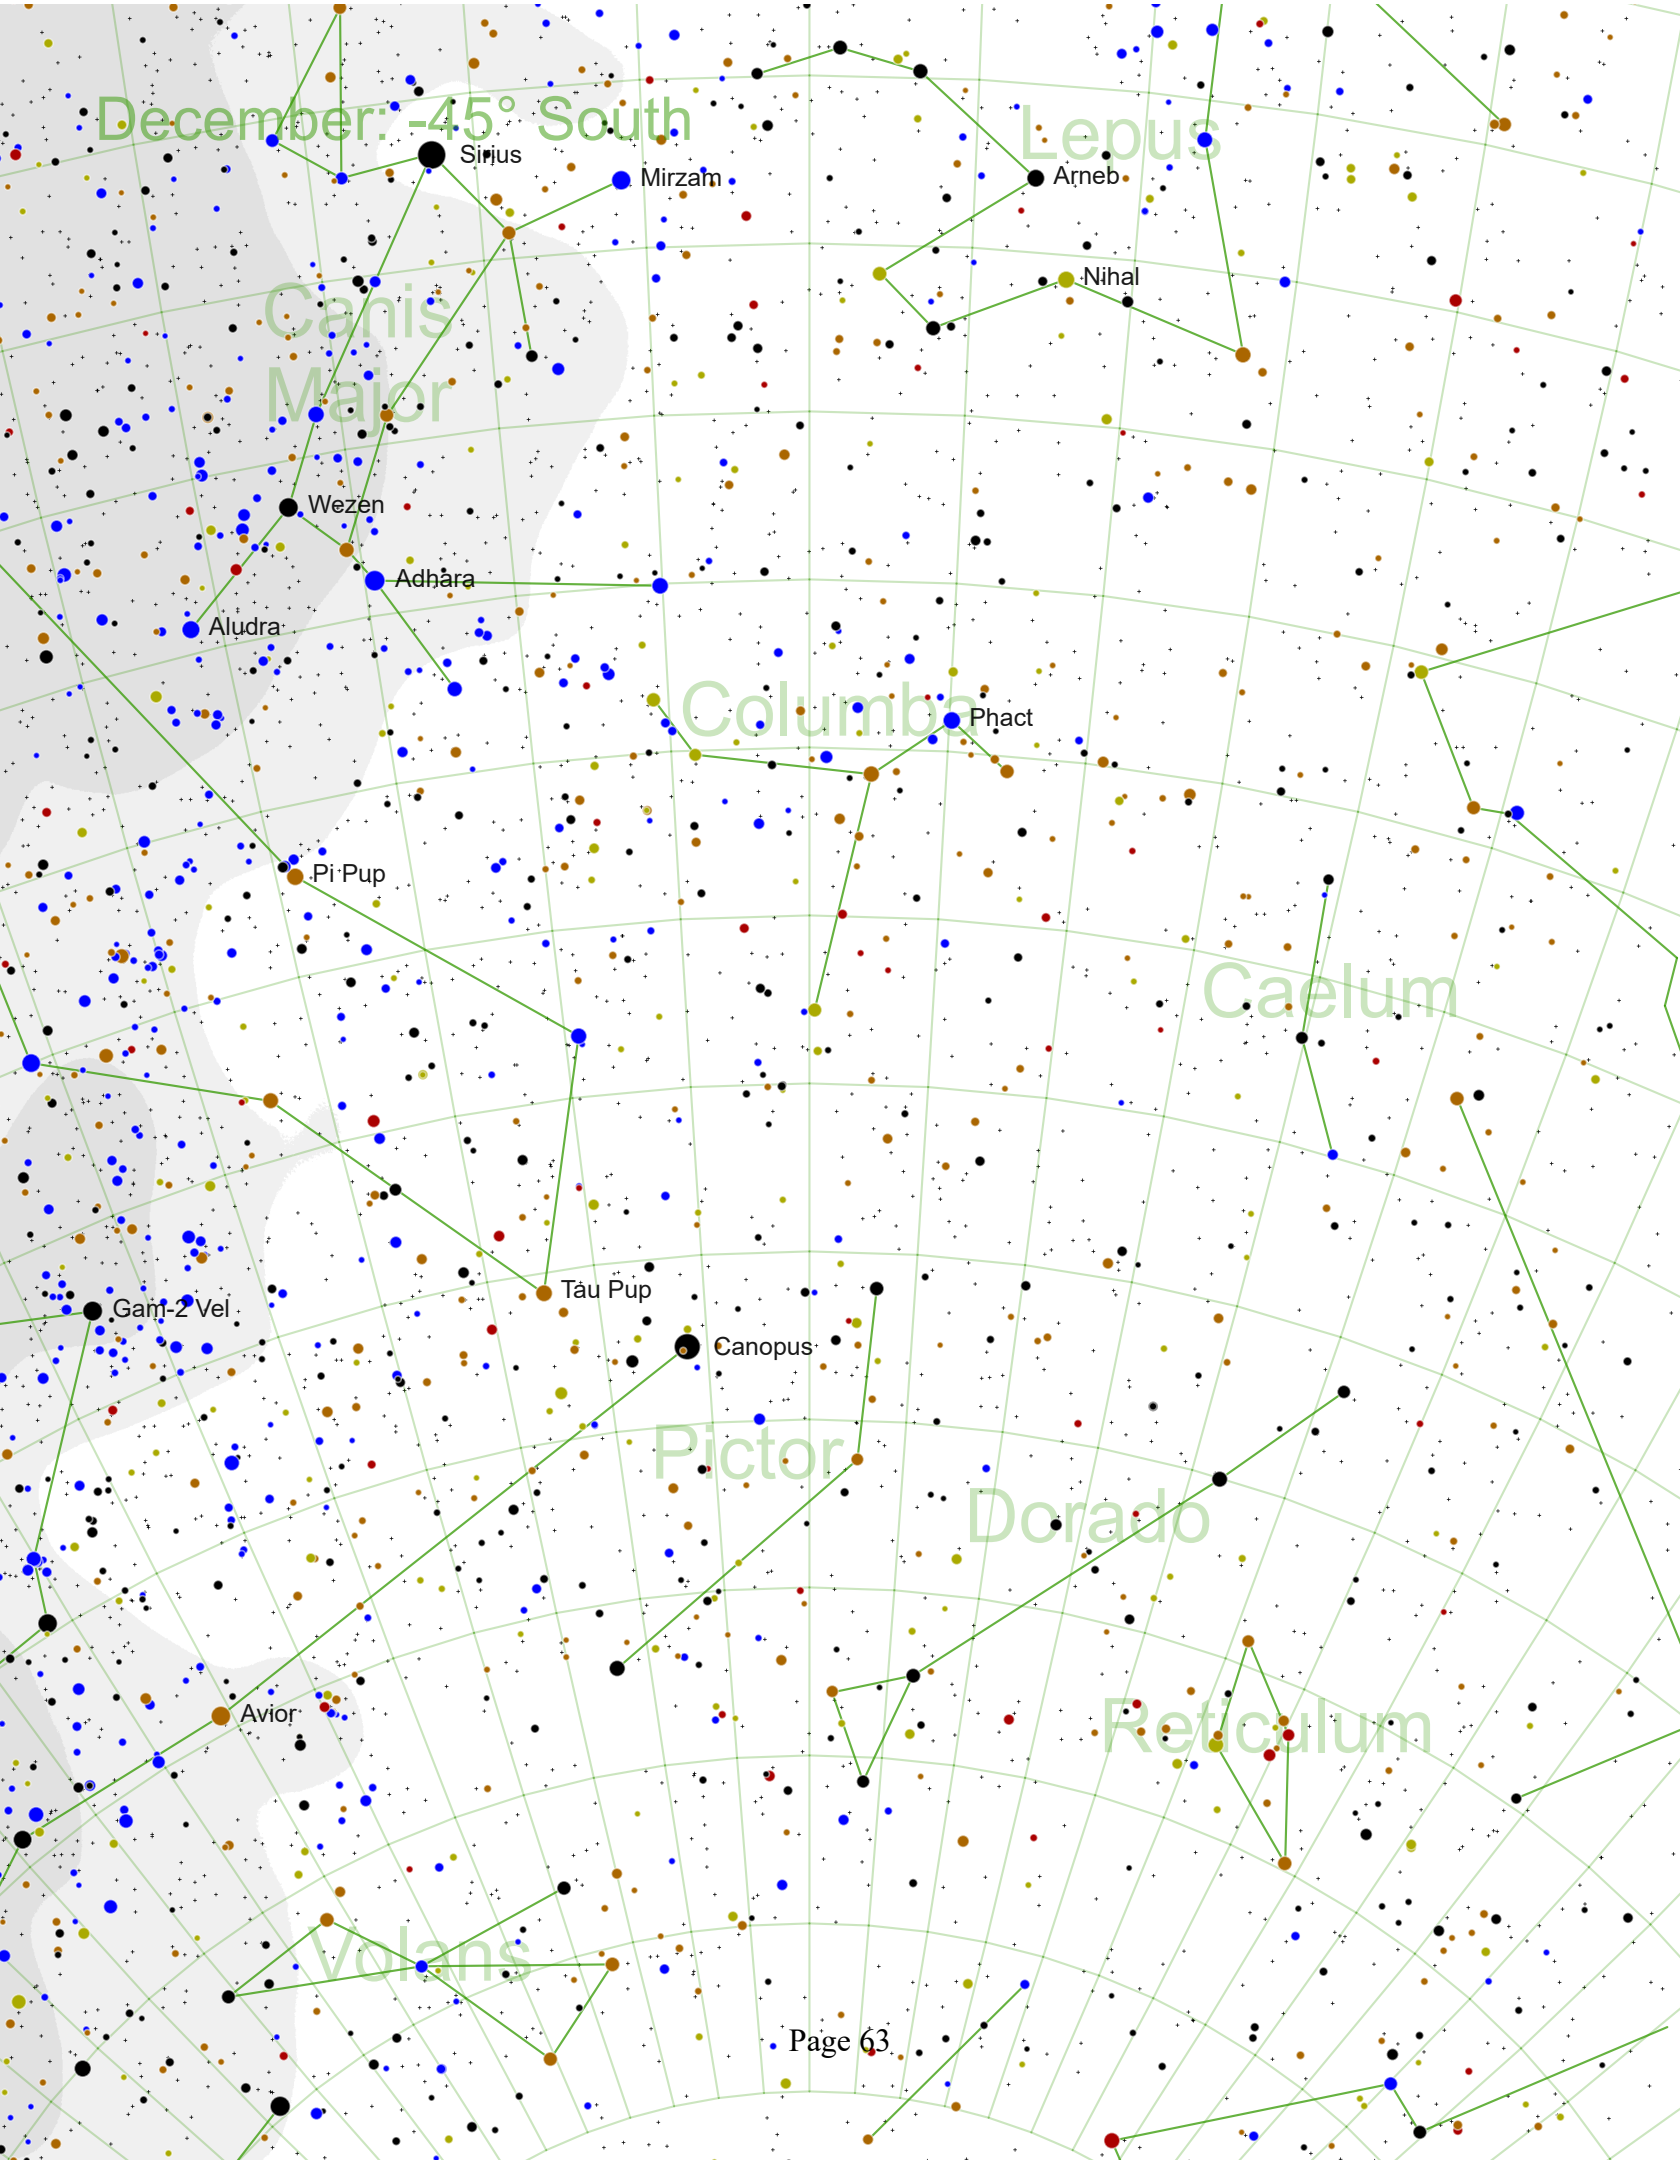 December: -45° South
Lepus
Sirius
Mirzam
Arneb
Nihal
Canis
Major
Wezen
Adhara
Aludra
Columba
Phact
Pi Pup
Caelum
Tau Pup
Gam-2 Vel
Canopus
Pictor
Dorado
Avior
Reticulum
Volans
Page 63